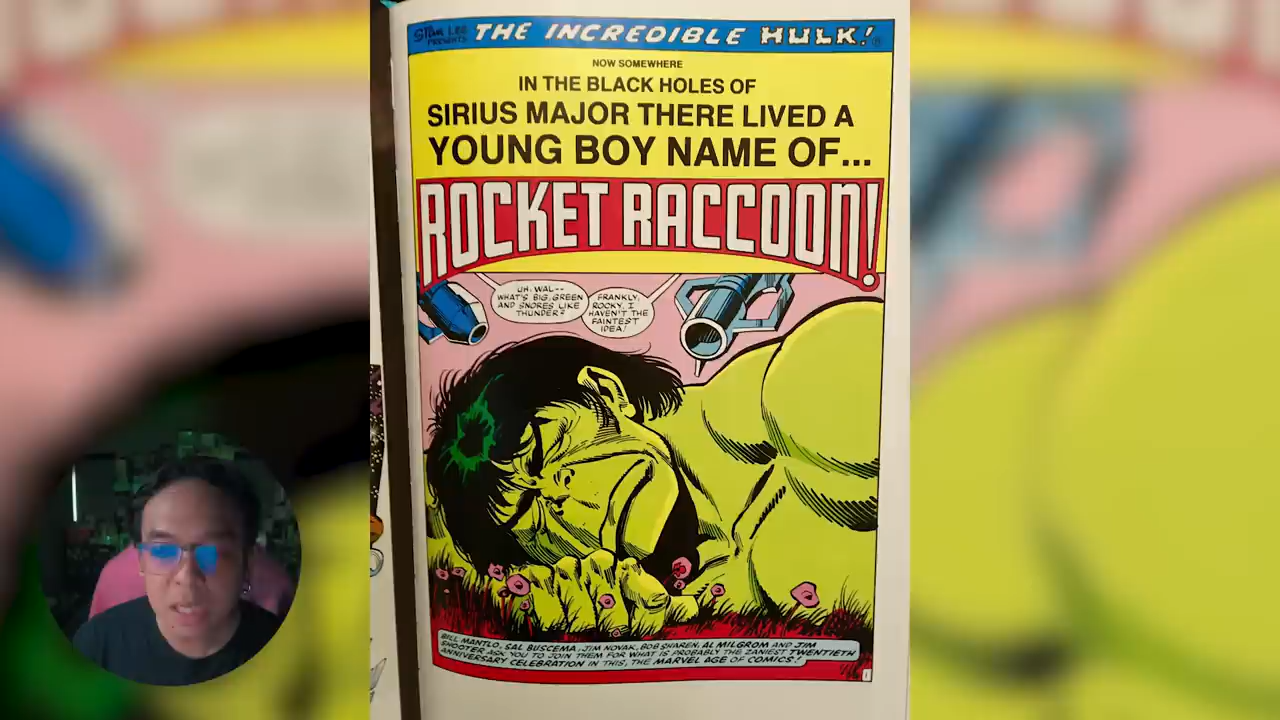 STAN LEE
PRESENTS
THE INCREDIBLE HULK!
NOW SOMEWHERE
IN THE BLACK HOLES OF
SIRIUS MAJOR THERE LIVED A
YOUNG BOY NAME OF...
ROCKET RACCOON!
UH, WAL--
WHAT'S BIG, GREEN
AND SNORES LIKE
THUNDER?
FRANKLY,
ROCKY, I
HAVEN'T THE
FAINTEST
IDEA!
BILL MANTLO, SAL BUSCEMA, JIM NOVAK, BOB SHAREN, AL MILGROM AND JIM
SHOOTER ASK YOU TO JOIN THEM FOR WHAT IS PROBABLY THE ZANIEST TWENTIETH
ANNIVERSARY CELEBRATION IN THIS, THE MARVEL AGE OF COMICS!
1